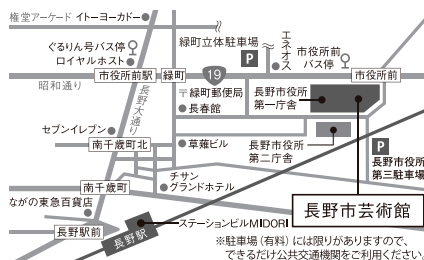 権堂アーケード イトーヨーカドー
ぐるりん号バス停
ロイヤルホスト
緑町立体駐車場
P
エネオス
市役所前
バス停
市役所前駅
緑町
19
市役所前
昭和通り
長野大通り
〒緑町郵便局
長春館
長野市役所
第一庁舎
セブンイレブン
南千歳町北
草薙ビル
長野市役所
第二庁舎
P
長野市役所
第三駐車場
南千歳町
チサン
グランドホテル
ながの東急百貨店
長野駅前
長野駅
ステーションビルMIDORI
長野市芸術館
※駐車場(有料)には限りがありますので、
できるだけ公共交通機関をご利用ください。